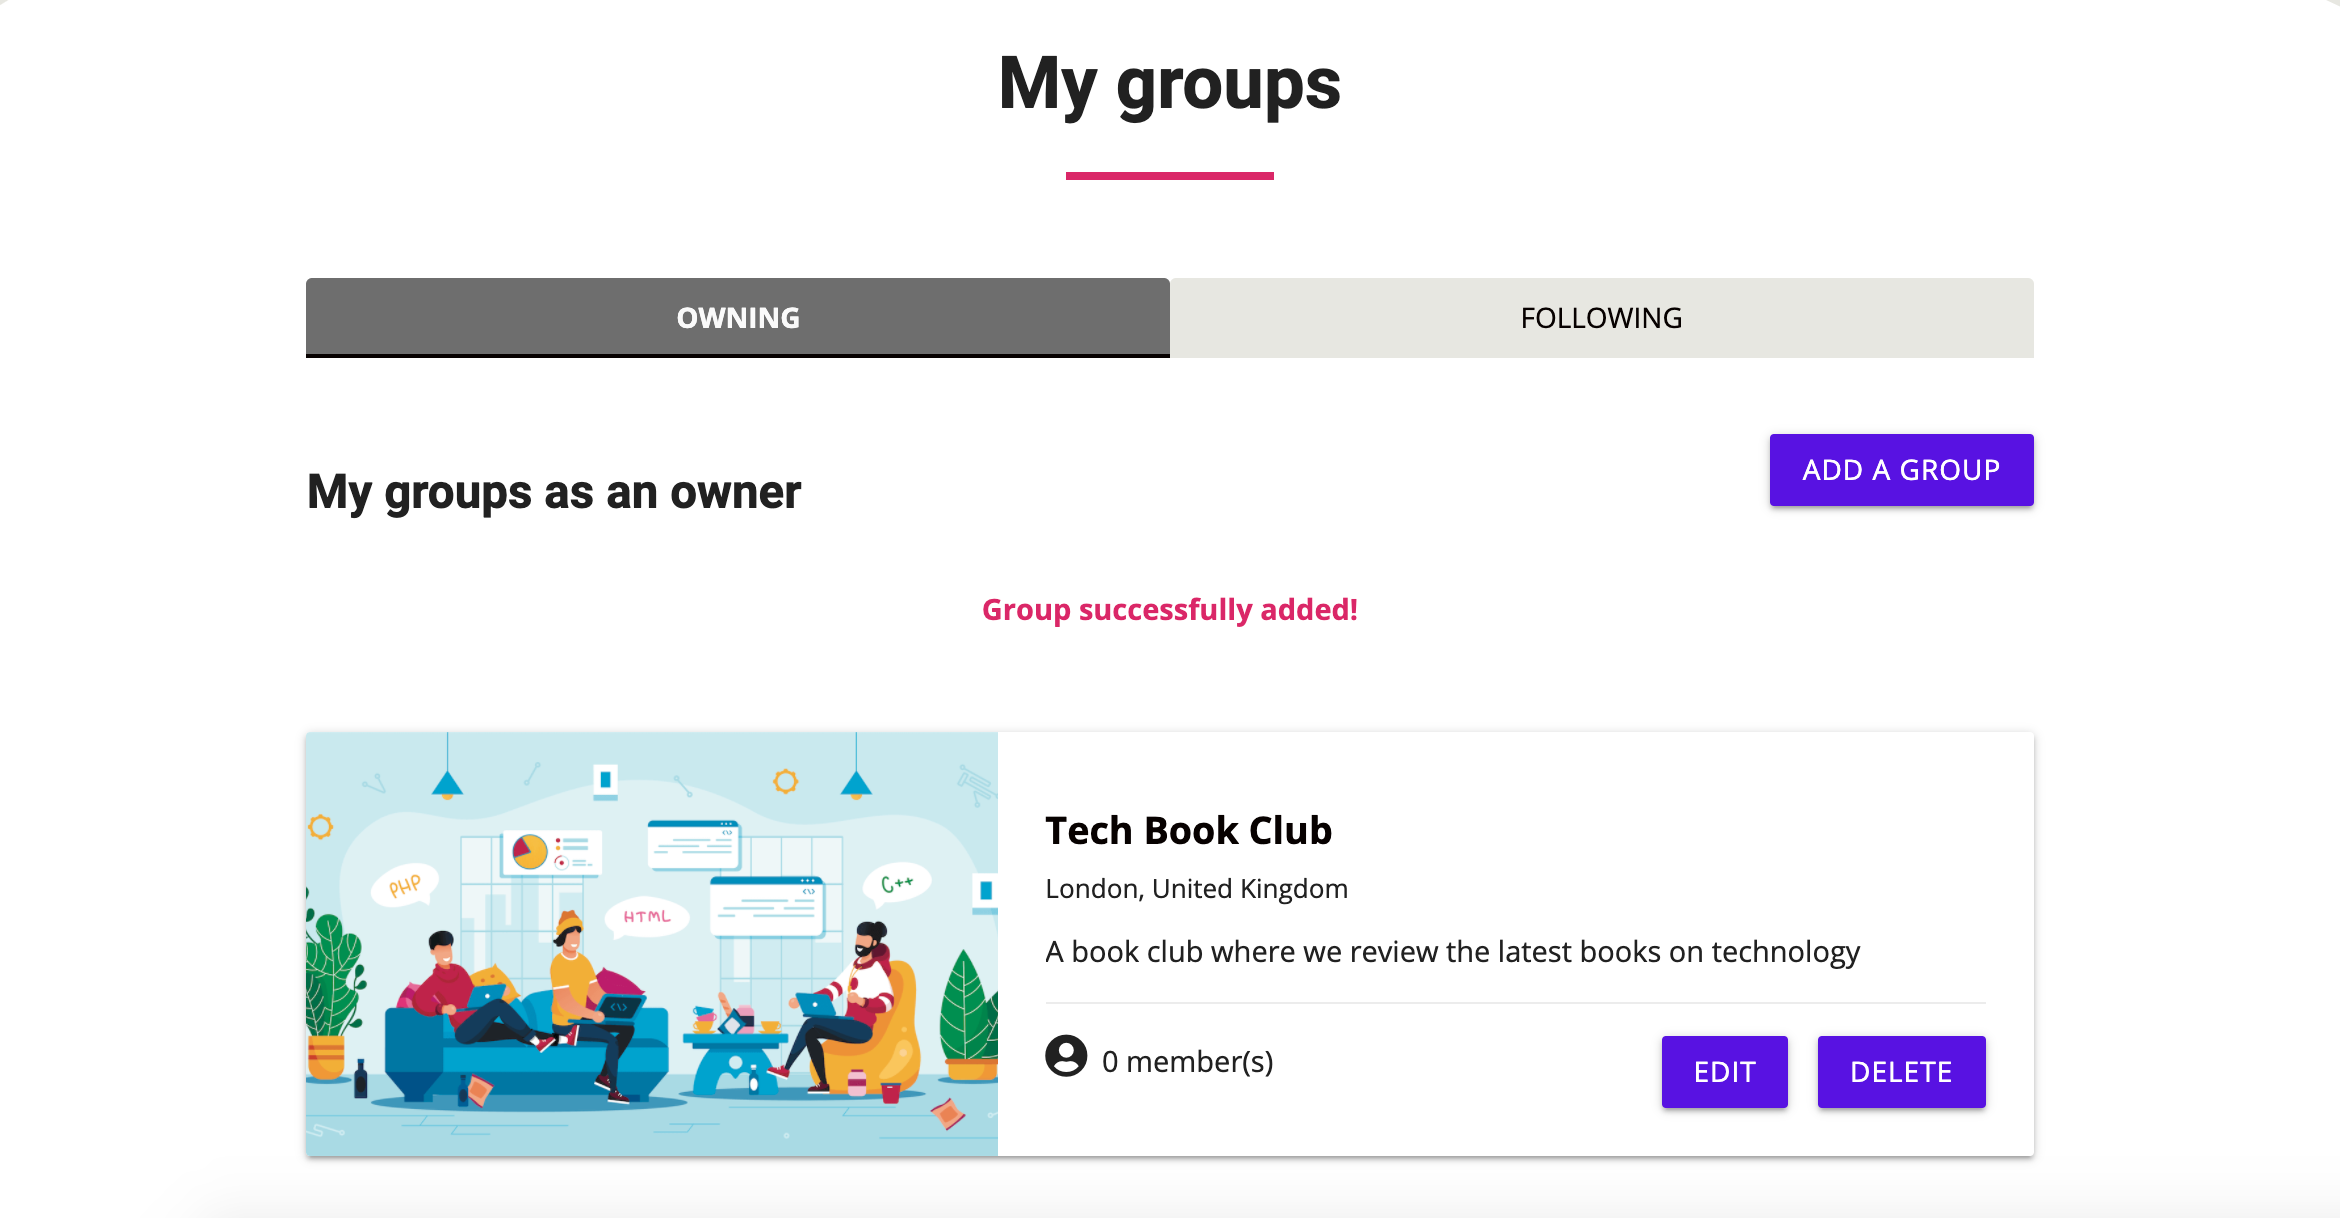 My groups
OWNING
FOLLOWING
My groups as an owner
ADD A GROUP
Group successfully added!
PHP
HTML
C++
Tech Book Club
London, United Kingdom
A book club where we review the latest books on technology
0 member(s)
EDIT
DELETE